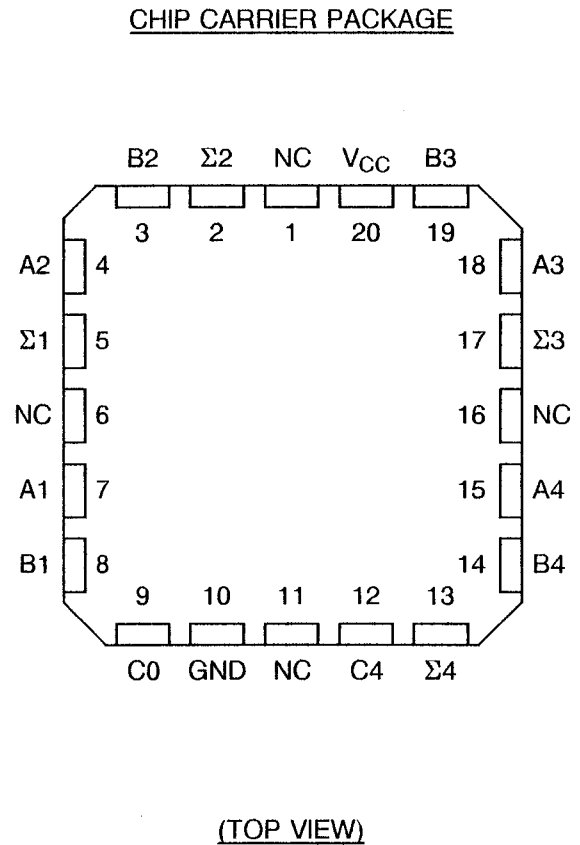 CHIP CARRIER PACKAGE
B2 Σ2 NC VCC B3
3 2 1 20 19
A2 4 18 A3
Σ1 5 17 Σ3
NC 6 16 NC
A1 7 15 A4
B1 8 14 B4
9 10 11 12 13
C0 GND NC C4 Σ4
(TOP VIEW)